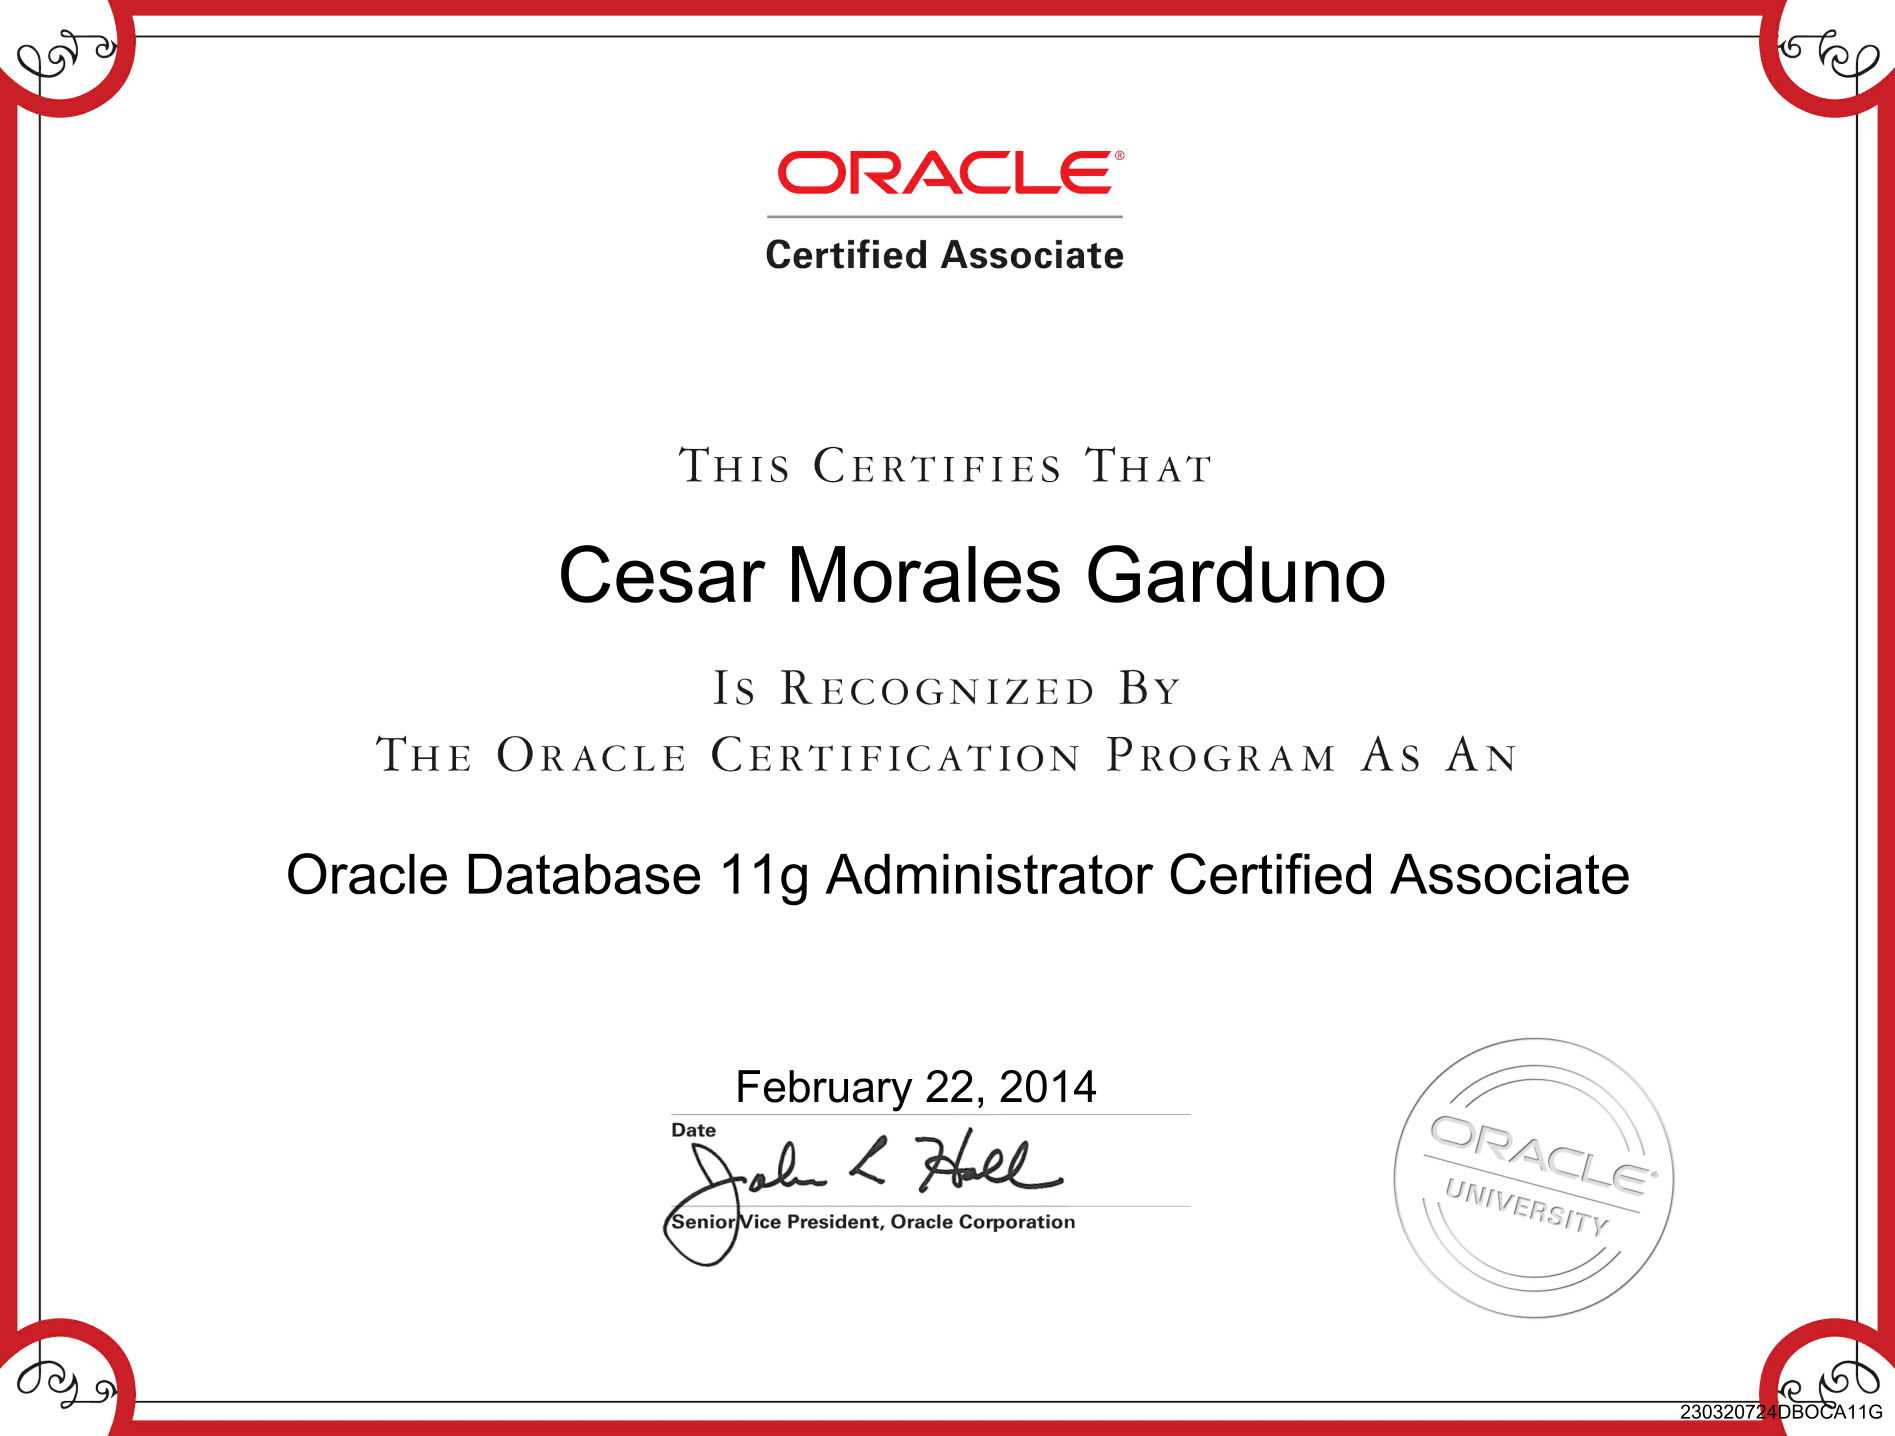 ORACLE®
Certified Associate
THIS CERTIFIES THAT
Cesar Morales Garduno
IS RECOGNIZED BY
THE ORACLE CERTIFICATION PROGRAM AS AN
Oracle Database 11g Administrator Certified Associate
February 22, 2014
Date
John L Hall
Senior Vice President, Oracle Corporation
ORACLE®
UNIVERSITY
230320724DBOCA11G